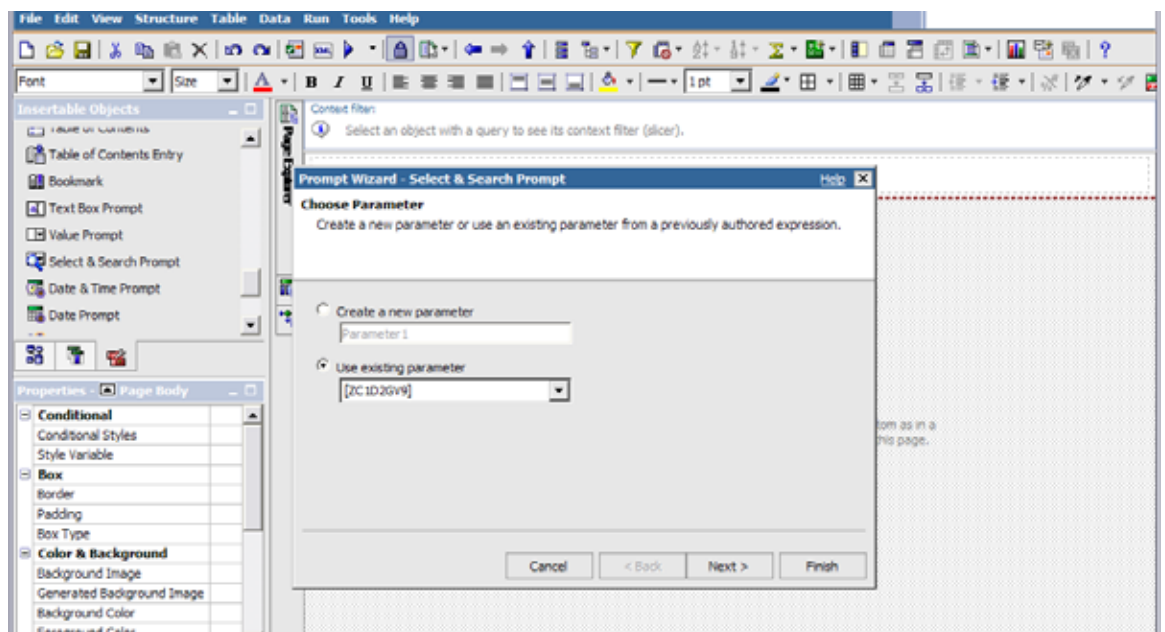 File Edit View Structure Table Data Run Tools Help
Font Size A B I U 1 pt
Insertable Objects
Table of Contents
Table of Contents Entry
Bookmark
Text Box Prompt
Value Prompt
Select & Search Prompt
Date & Time Prompt
Date Prompt
Properties - Page Body
Conditional
Conditional Styles
Style Variable
Box
Border
Padding
Box Type
Color & Background
Background Image
Generated Background Image
Background Color
Foreground Color
Page Explorer
Context filter:
Select an object with a query to see its context filter (slicer).
Prompt Wizard - Select & Search Prompt Help
Choose Parameter
Create a new parameter or use an existing parameter from a previously authored expression.
Create a new parameter
Parameter1
Use existing parameter
[ZC1D2GV9]
Cancel < Back Next > Finish
tom as in a
this page.